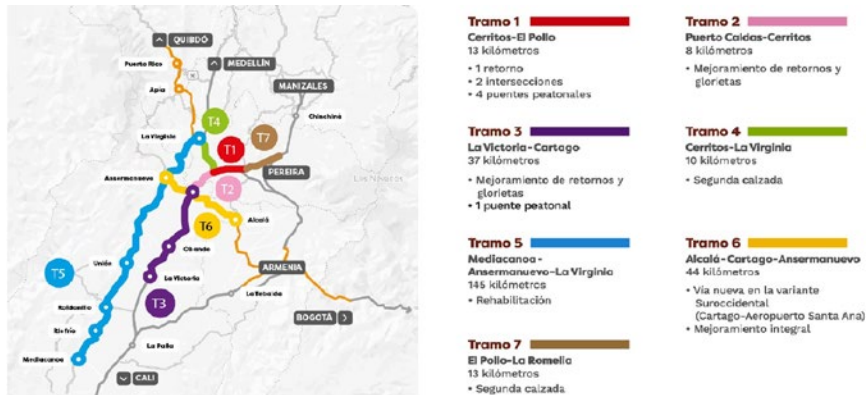 QUIBDÓ
Puerto Rico
MEDELLÍN
Apía
MANIZALES
Chinchiná
La Virginia
T4
T1
T7
Ansermanuevo
PEREIRA
Los Nevados
T2
Alcalá
T6
Unión
Obando
T5
La Victoria
ARMENIA
T3
Roldanillo
La Tebaida
Riofrío
BOGOTÁ
Mediacanoa
La Paila
CALI
Tramo 1
Cerritos-El Pollo
13 kilómetros
• 1 retorno
• 2 intersecciones
• 4 puentes peatonales
Tramo 2
Puerto Caldas-Cerritos
8 kilómetros
• Mejoramiento de retornos y
glorietas
Tramo 3
La Victoria-Cartago
37 kilómetros
• Mejoramiento de retornos y
glorietas
• 1 puente peatonal
Tramo 4
Cerritos-La Virginia
10 kilómetros
• Segunda calzada
Tramo 5
Mediacanoa-
Ansermanuevo-La Virginia
145 kilómetros
• Rehabilitación
Tramo 6
Alcalá-Cartago-Ansermanuevo
44 kilómetros
• Vía nueva en la variante
Suroccidental
(Cartago-Aeropuerto Santa Ana)
• Mejoramiento integral
Tramo 7
El Pollo-La Romelia
13 kilómetros
• Segunda calzada